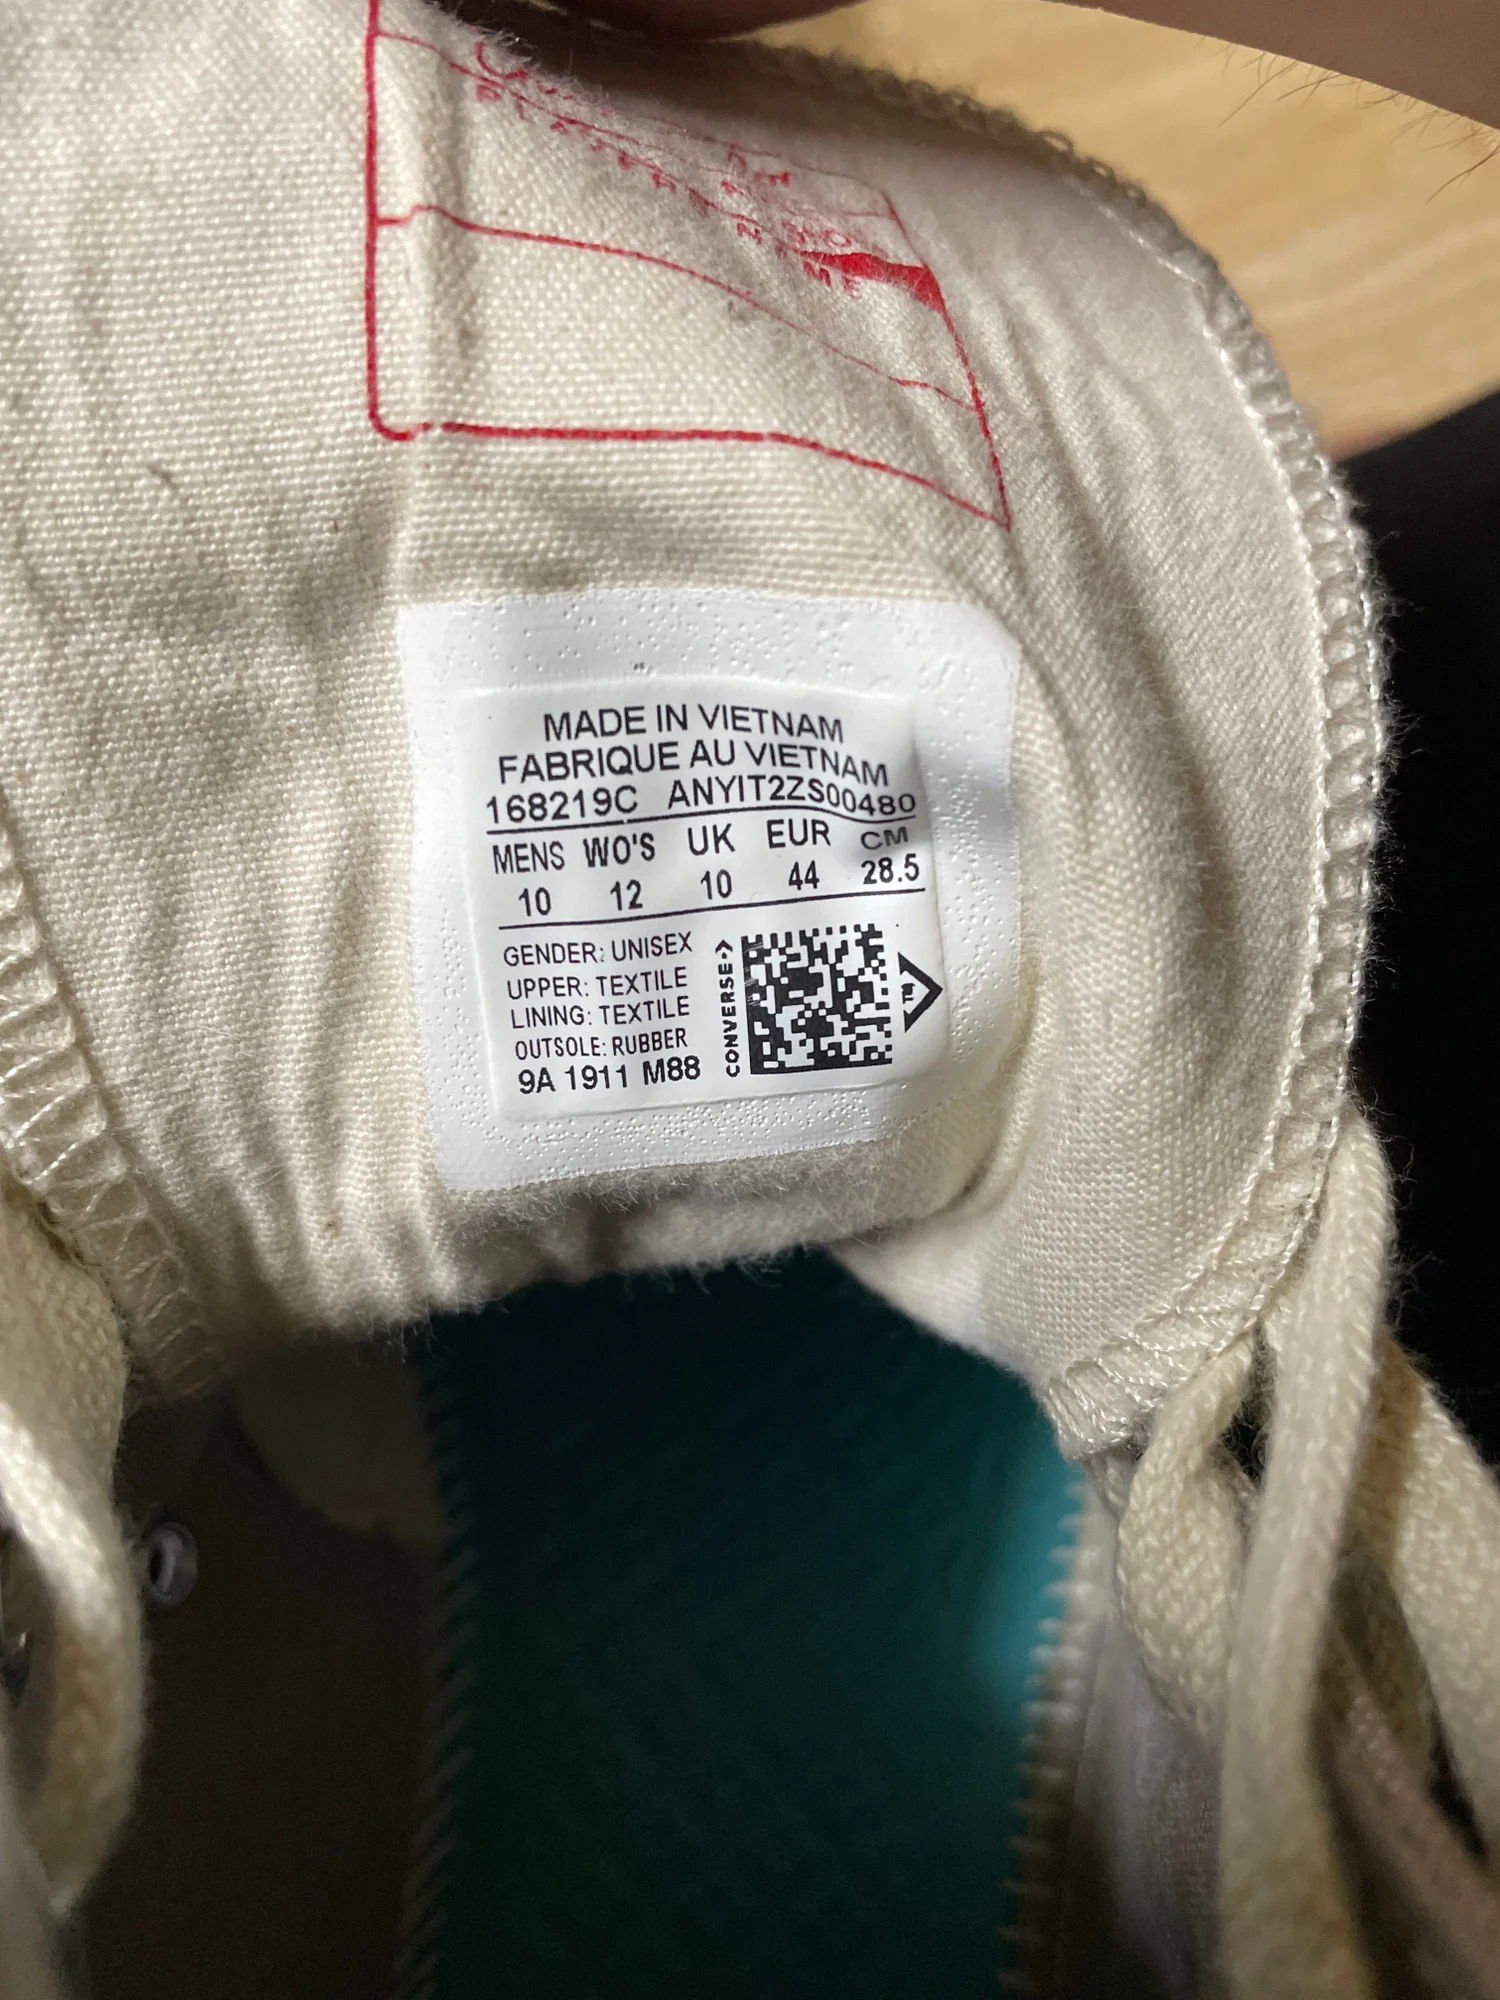 MADE IN VIETNAM
FABRIQUE AU VIETNAM
168219C ANYIT2ZS00480
MENS WO'S UK EUR CM
10 12 10 44 28.5
GENDER: UNISEX
UPPER: TEXTILE
LINING: TEXTILE
OUTSOLE: RUBBER
9A 1911 M88
CONVERSE
TM